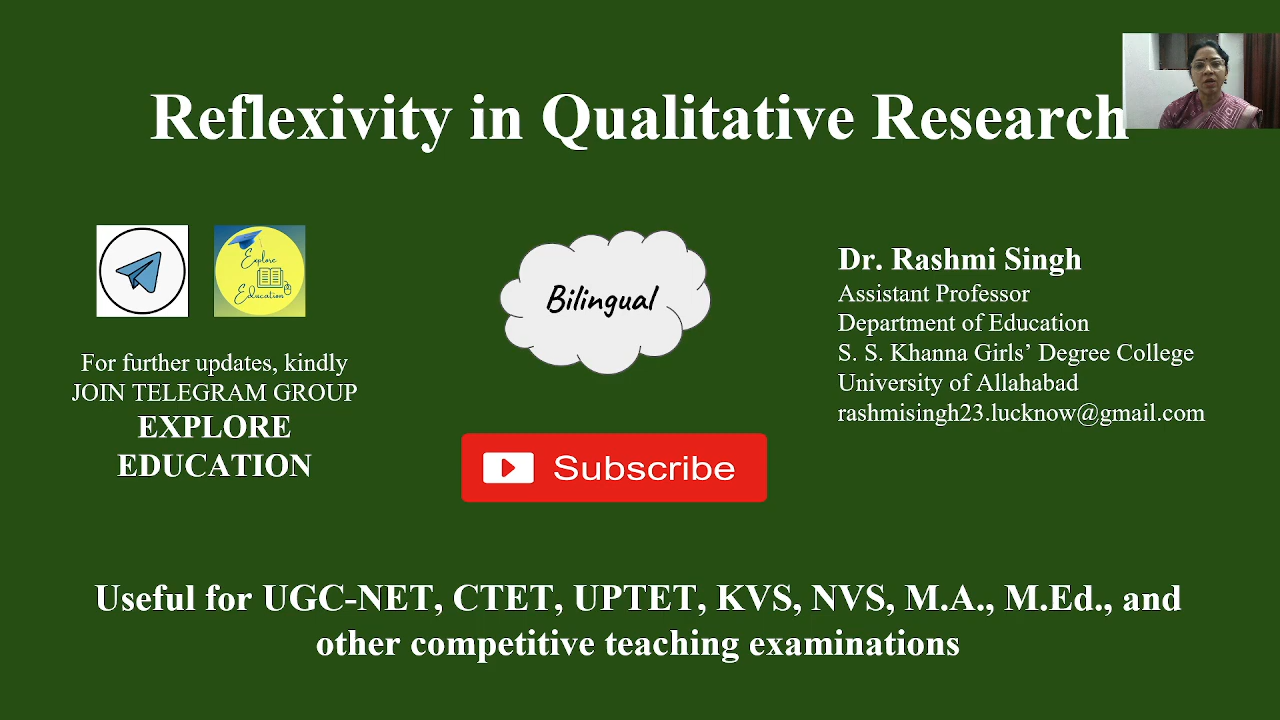 Reflexivity in Qualitative Research
Explore
Education
For further updates, kindly
JOIN TELEGRAM GROUP
EXPLORE
EDUCATION
Bilingual
Subscribe
Dr. Rashmi Singh
Assistant Professor
Department of Education
S. S. Khanna Girls’ Degree College
University of Allahabad
rashmisingh23.lucknow@gmail.com
Useful for UGC-NET, CTET, UPTET, KVS, NVS, M.A., M.Ed., and
other competitive teaching examinations